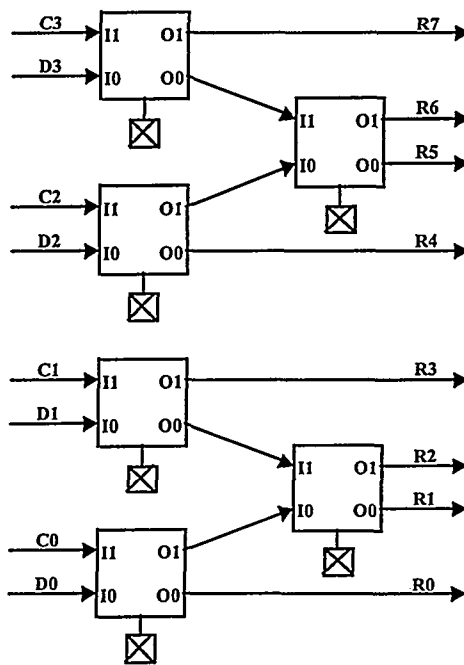 C3 I1 O1 R7
D3 I0 O0
I1 O1 R6
I0 O0 R5
C2 I1 O1
D2 I0 O0 R4
C1 I1 O1 R3
D1 I0 O0
I1 O1 R2
I0 O0 R1
C0 I1 O1
D0 I0 O0 R0